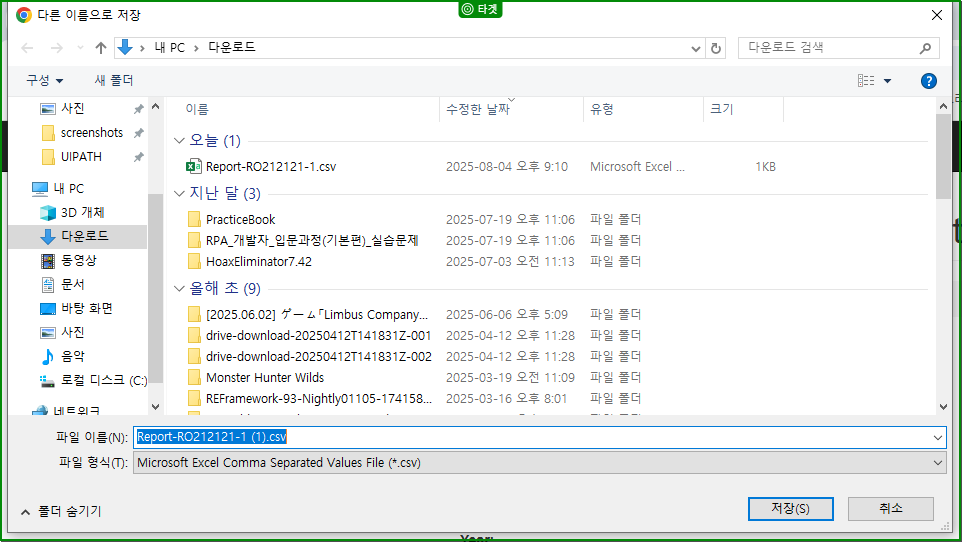 다른 이름으로 저장
타겟
내 PC 다운로드
다운로드 검색
구성
새 폴더
사진
screenshots
UIPATH
내 PC
3D 개체
다운로드
동영상
문서
바탕 화면
사진
음악
로컬 디스크 (C:)
네트워크
이름 수정한 날짜 유형 크기
오늘 (1)
Report-RO212121-1.csv 2025-08-04 오후 9:10 Microsoft Excel ... 1KB
지난 달 (3)
PracticeBook 2025-07-19 오후 11:06 파일 폴더
RPA_개발자_입문과정(기본편)_실습문제 2025-07-19 오후 11:06 파일 폴더
HoaxEliminator7.42 2025-07-03 오전 11:13 파일 폴더
올해 초 (9)
[2025.06.02] ゲーム「Limbus Company... 2025-06-06 오후 5:09 파일 폴더
drive-download-20250412T141831Z-001 2025-04-12 오후 11:28 파일 폴더
drive-download-20250412T141831Z-002 2025-04-12 오후 11:28 파일 폴더
Monster Hunter Wilds 2025-03-19 오전 11:09 파일 폴더
REFramework-93-Nightly01105-174158... 2025-03-16 오후 8:01 파일 폴더
파일 이름(N): Report-RO212121-1 (1).csv
파일 형식(T): Microsoft Excel Comma Separated Values File (*.csv)
폴더 숨기기
저장(S)
취소